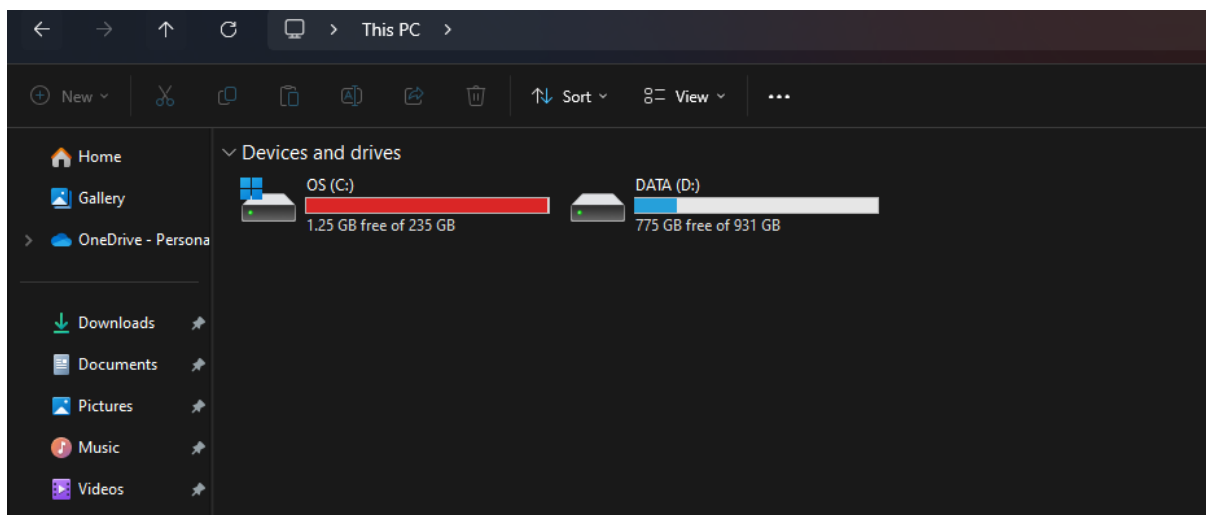 This PC
New
Sort
View
Home
Gallery
OneDrive - Persona
Downloads
Documents
Pictures
Music
Videos
Devices and drives
OS (C:)
1.25 GB free of 235 GB
DATA (D:)
775 GB free of 931 GB